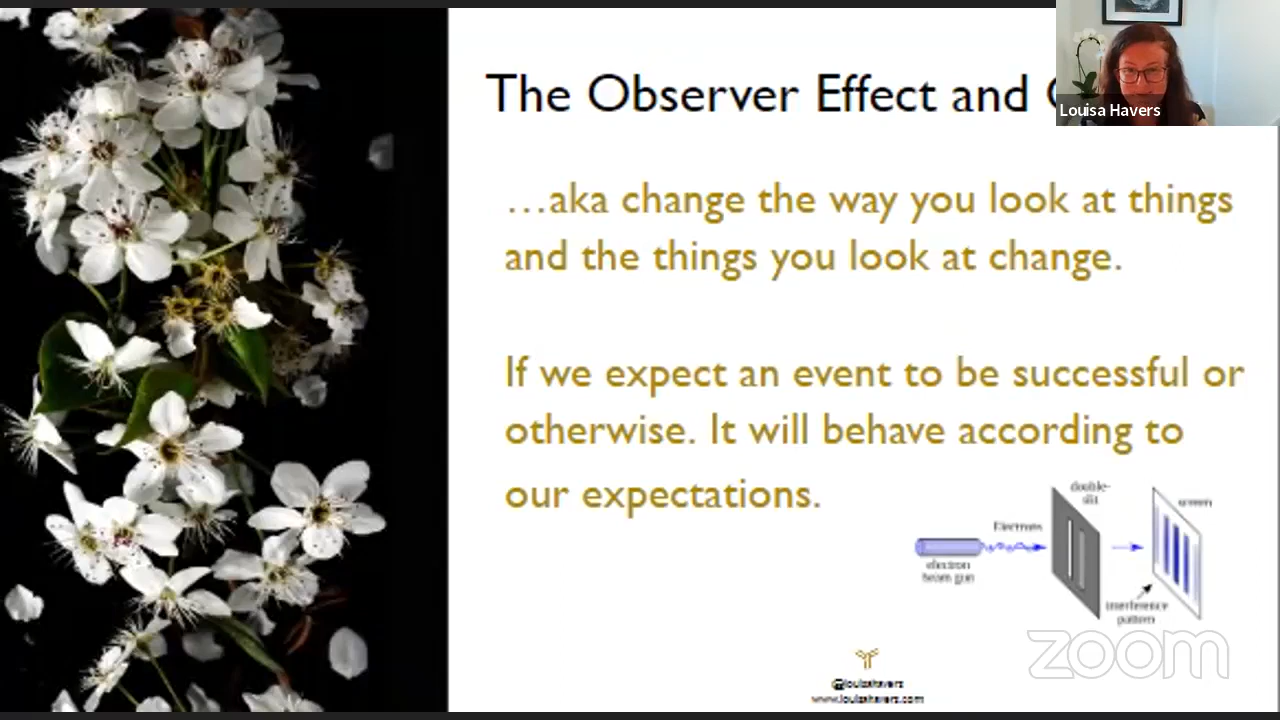 The Observer Effect and
Louisa Havers
…aka change the way you look at things
and the things you look at change.
If we expect an event to be successful or
otherwise. It will behave according to
our expectations.
double-
slit
screen
Electrons
electron
beam gun
interference
pattern
zoom
@louisahavers
www.louisahavers.com